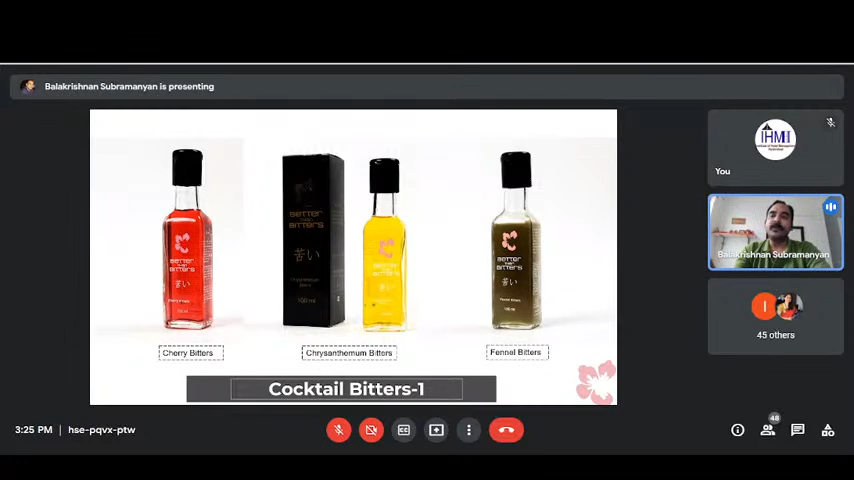 Balakrishnan Subramanyan is presenting
IHM
You
Balakrishnan Subramanyan
I
45 others
BETTER
THAN
BITTERS
苦い
BETTER
THAN
BITTERS
苦い
100 ml
BETTER
THAN
BITTERS
苦い
BETTER
THAN
BITTERS
苦い
Cherry Bitters
Chrysanthemum Bitters
Fennel Bitters
Cocktail Bitters-1
3:25 PM | hse-pqvx-ptw
CC
48